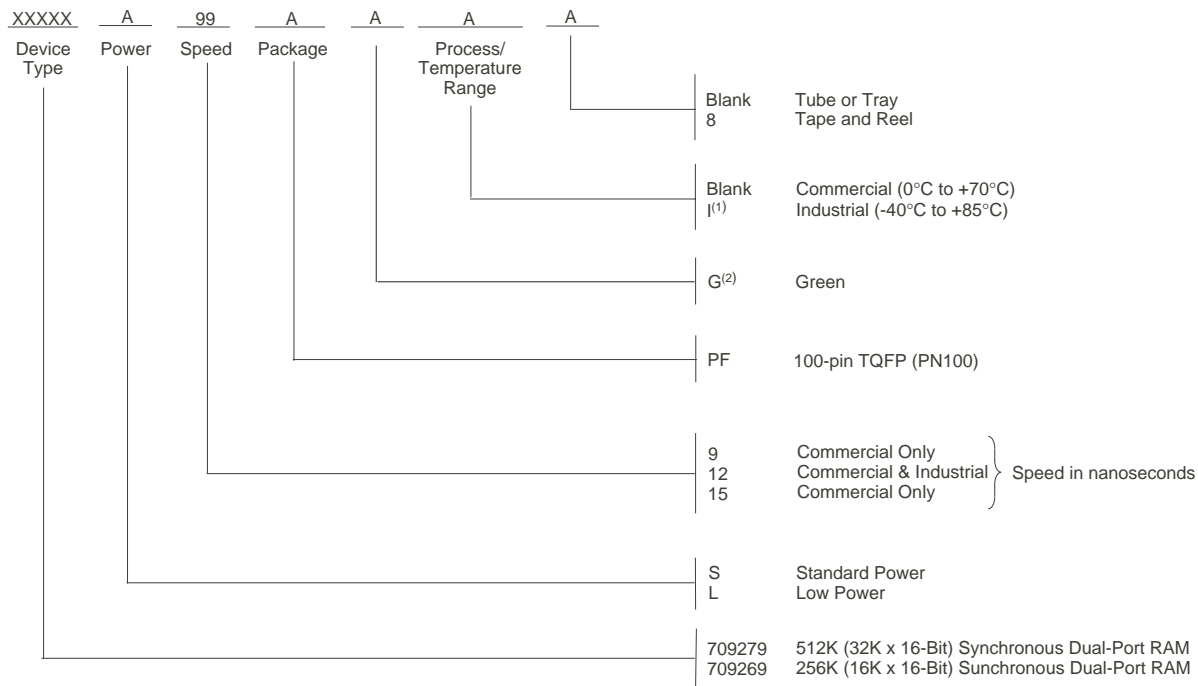 XXXXX A 99 A A A A
Device Type Power Speed Package Process/ Temperature Range
Blank Tube or Tray
8 Tape and Reel
Blank Commercial (0°C to +70°C)
I(1) Industrial (-40°C to +85°C)
G(2) Green
PF 100-pin TQFP (PN100)
9 Commercial Only
12 Commercial & Industrial Speed in nanoseconds
15 Commercial Only
S Standard Power
L Low Power
709279 512K (32K x 16-Bit) Synchronous Dual-Port RAM
709269 256K (16K x 16-Bit) Sunchronous Dual-Port RAM